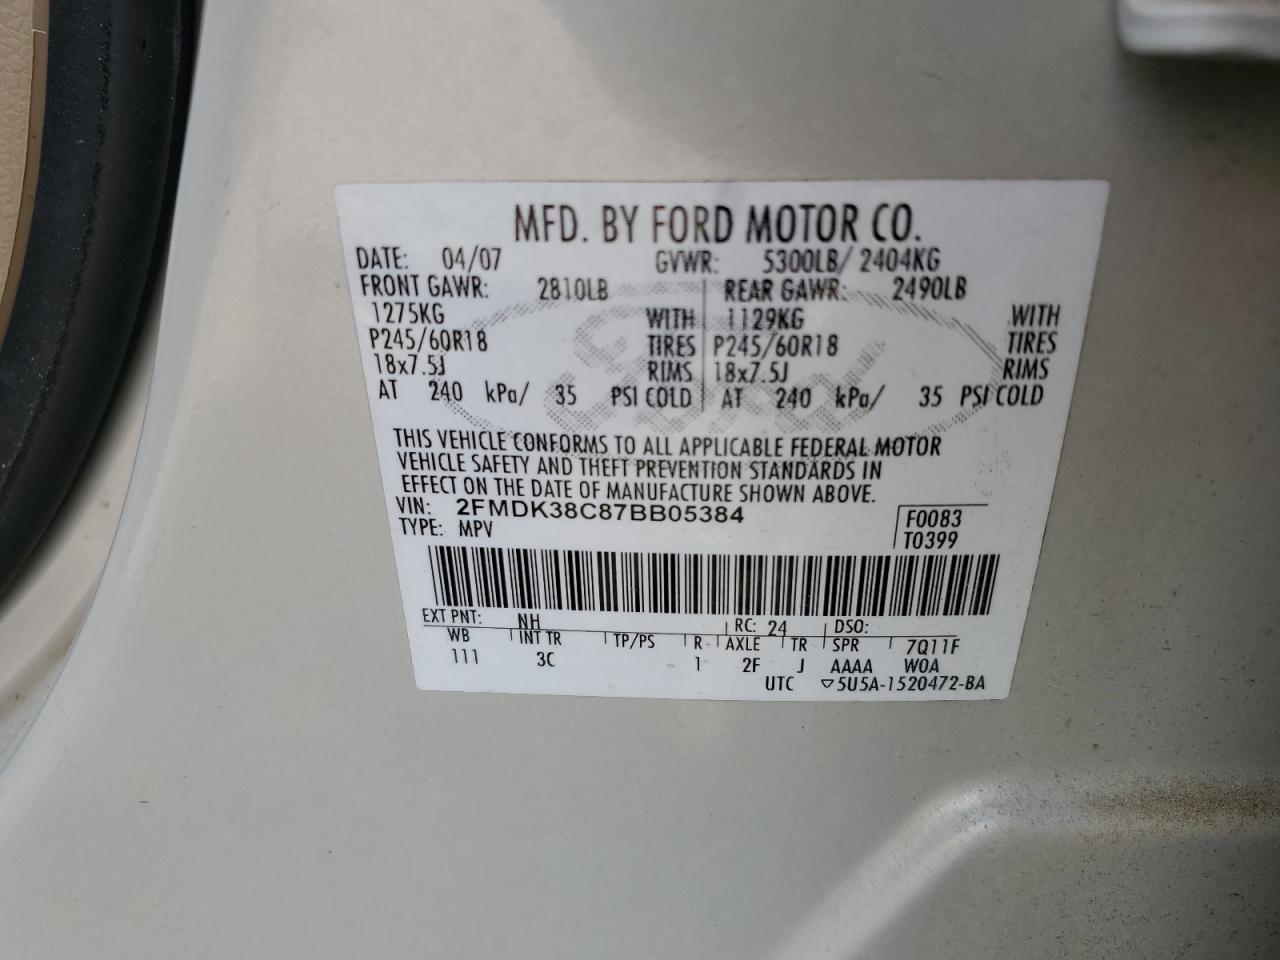 MFD. BY FORD MOTOR CO.
DATE: 04/07 GVWR: 5300LB/ 2404KG
FRONT GAWR: 2810LB REAR GAWR: 2490LB
1275KG WITH 1129KG WITH
P245/60R18 TIRES P245/60R18 TIRES
18x7.5J RIMS 18x7.5J RIMS
AT 240 kPa/ 35 PSI COLD AT 240 kPa/ 35 PSI COLD
Ford
THIS VEHICLE CONFORMS TO ALL APPLICABLE FEDERAL MOTOR
VEHICLE SAFETY AND THEFT PREVENTION STANDARDS IN
EFFECT ON THE DATE OF MANUFACTURE SHOWN ABOVE.
VIN: 2FMDK38C87BB05384 F0083
TYPE: MPV T0399
EXT PNT: NH RC: 24 DSO:
WB INT TR TP/PS R AXLE TR SPR 7Q11F
111 3C 1 2F J AAAA WOA
UTC ▽5U5A-1520472-BA